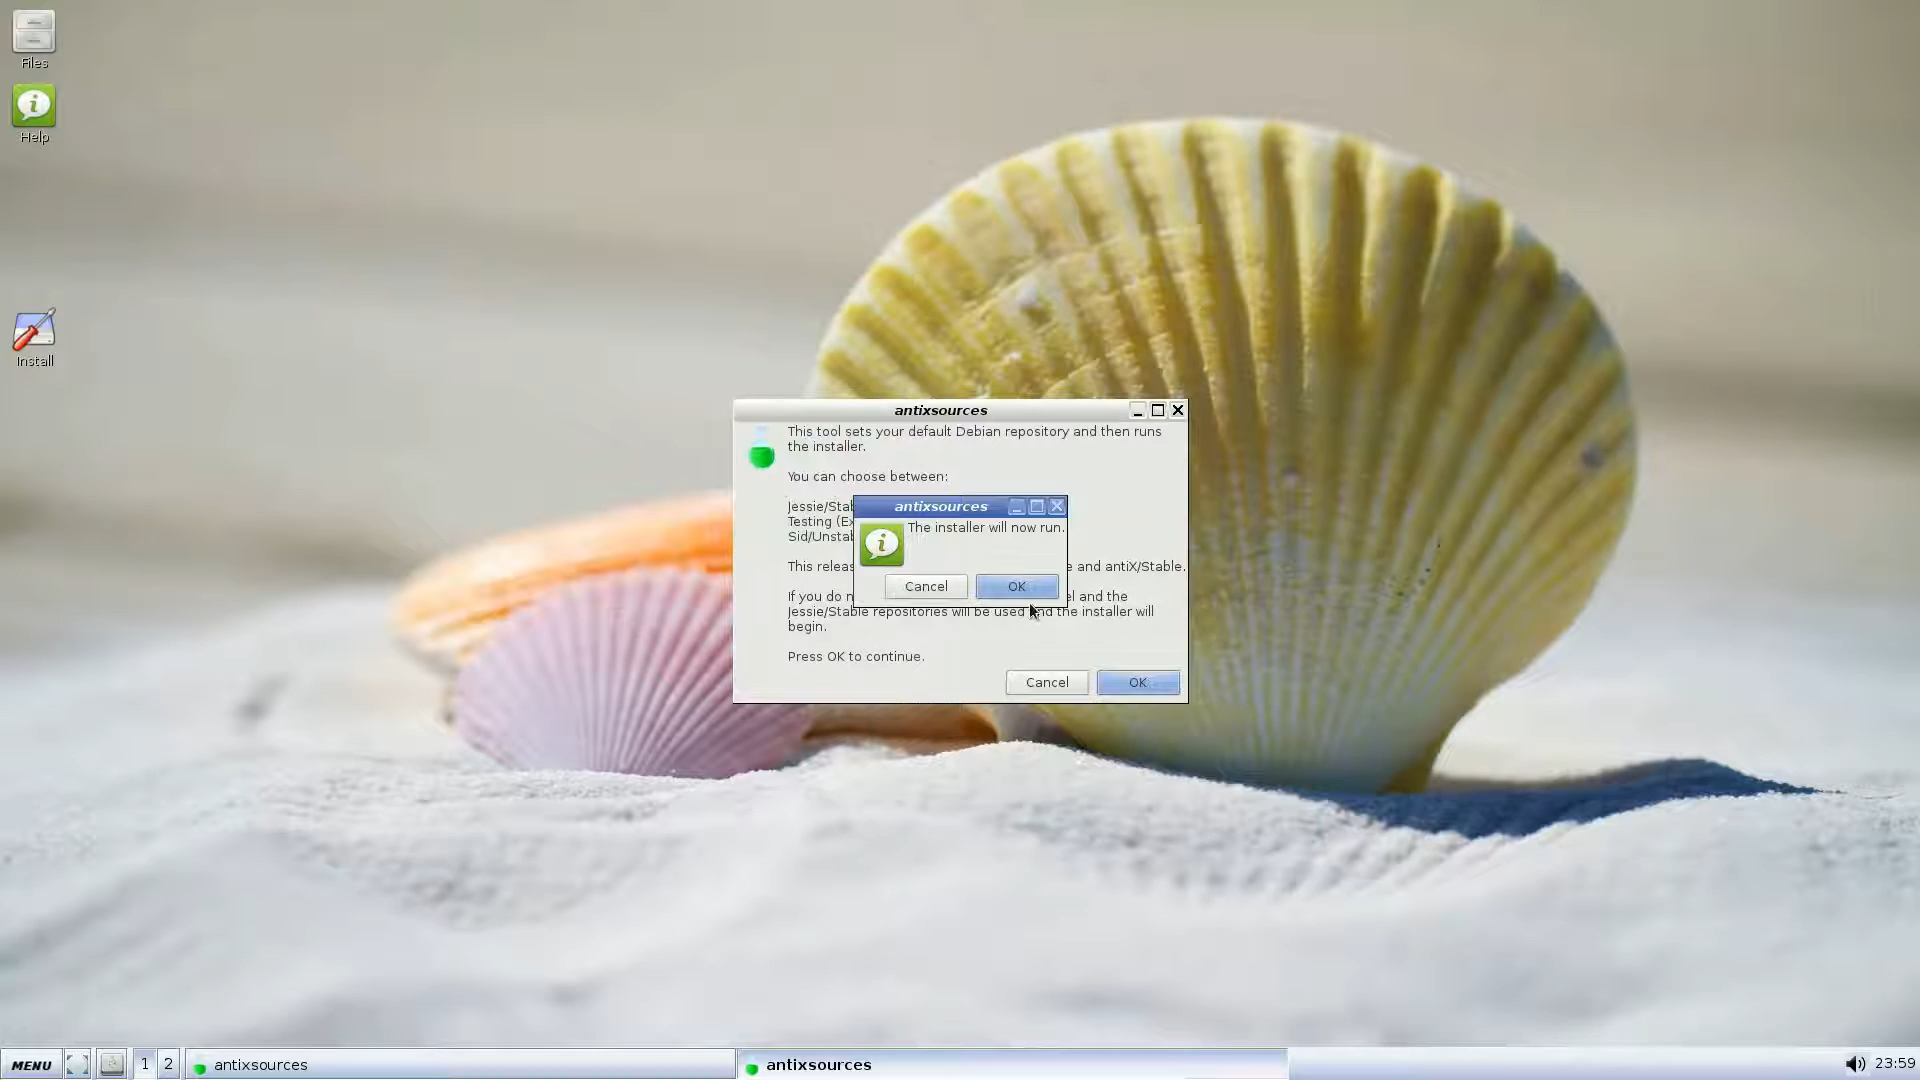 Files
Help
Install
antixsources
This tool sets your default Debian repository and then runs
the installer.
You can choose between:
Jessie/Stab
Testing (Ex
Sid/Unstab
This releas
e and antiX/Stable.
If you do n
el and the
Jessie/Stable repositories will be used and the installer will
begin.
Press OK to continue.
Cancel
OK
antixsources
The installer will now run.
Cancel
OK
MENU
1
2
antixsources
antixsources
23:59